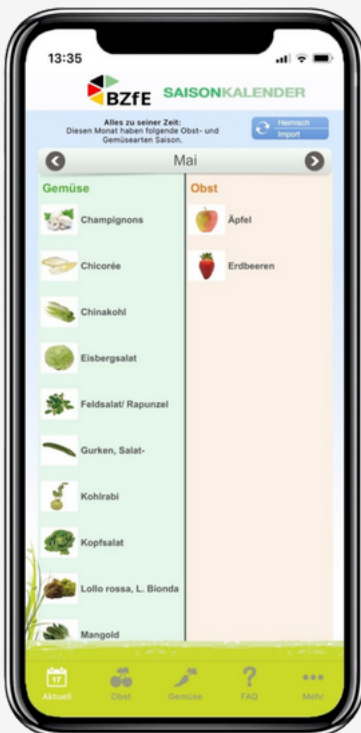 13:35
BZfE SAISONKALENDER
Alles zu seiner Zeit:
Diesen Monat haben folgende Obst- und
Gemüsearten Saison.
Heimisch
Import
Mai
Gemüse
Champignons
Chicorée
Chinakohl
Eisbergsalat
Feldsalat/ Rapunzel
Gurken, Salat-
Kohlrabi
Kopfsalat
Lollo rossa, L. Bionda
Mangold
Obst
Äpfel
Erdbeeren
17
Aktuell
Obst
Gemüse
?
FAQ
Mehr